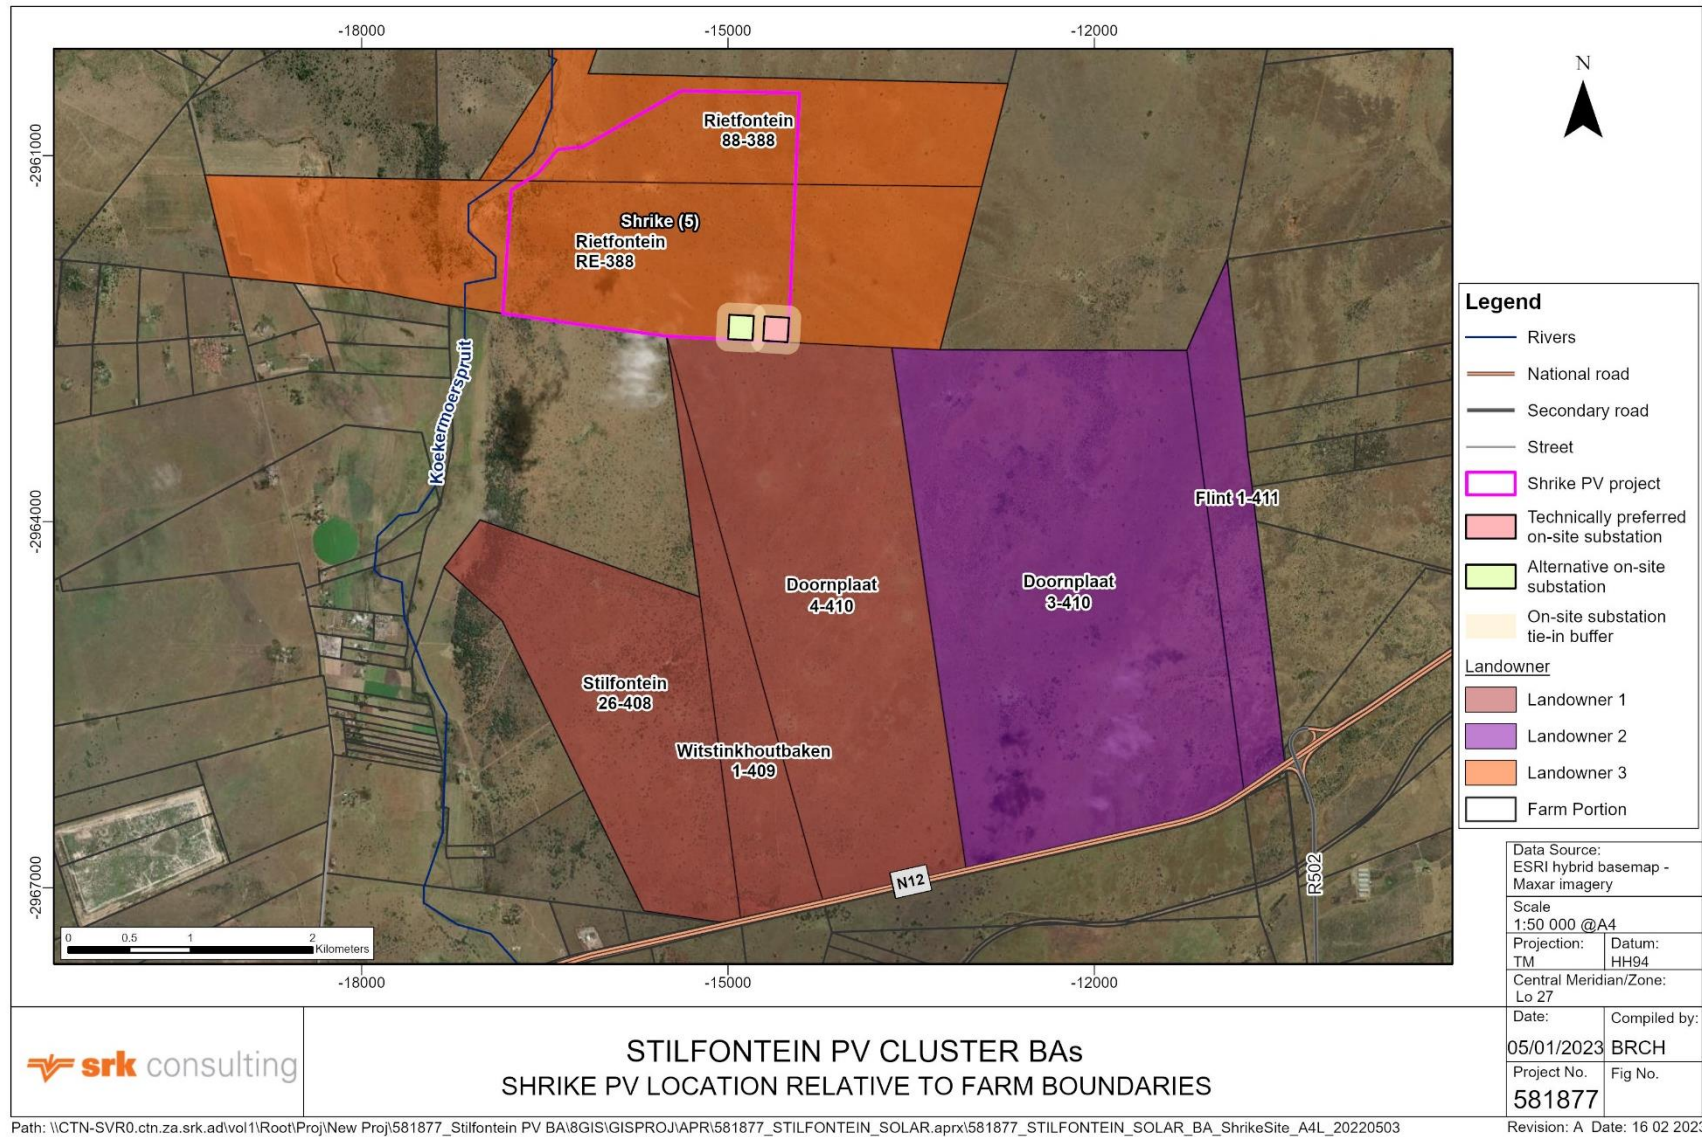 -18000
-15000
-12000
-2961000
-2964000
-2967000
N
Rietfontein
88-388
Shrike (5)
Rietfontein
RE-388
Koekermoerspruit
Flint 1-411
Doornplaat
4-410
Doornplaat
3-410
Stilfontein
26-408
Witstinkhoutbaken
1-409
N12
R502
0 0.5 1 2
Kilometers
-18000
-15000
-12000
Legend
Rivers
National road
Secondary road
Street
Shrike PV project
Technically preferred
on-site substation
Alternative on-site
substation
On-site substation
tie-in buffer
Landowner
Landowner 1
Landowner 2
Landowner 3
Farm Portion
Data Source:
ESRI hybrid basemap -
Maxar imagery
Scale
1:50 000 @A4
Projection:
TM
Datum:
HH94
Central Meridian/Zone:
Lo 27
Date:
05/01/2023
Compiled by:
BRCH
Project No.
581877
Fig No.
srk consulting
STILFONTEIN PV CLUSTER BAs
SHRIKE PV LOCATION RELATIVE TO FARM BOUNDARIES
Path: \\CTN-SVR0.ctn.za.srk.ad\vol1\Root\Proj\New Proj\581877_Stilfontein PV BA\8GIS\GISPROJ\APR\581877_STILFONTEIN_SOLAR.aprx\581877_STILFONTEIN_SOLAR_BA_ShrikeSite_A4L_20220503
Revision: A Date: 16 02 202